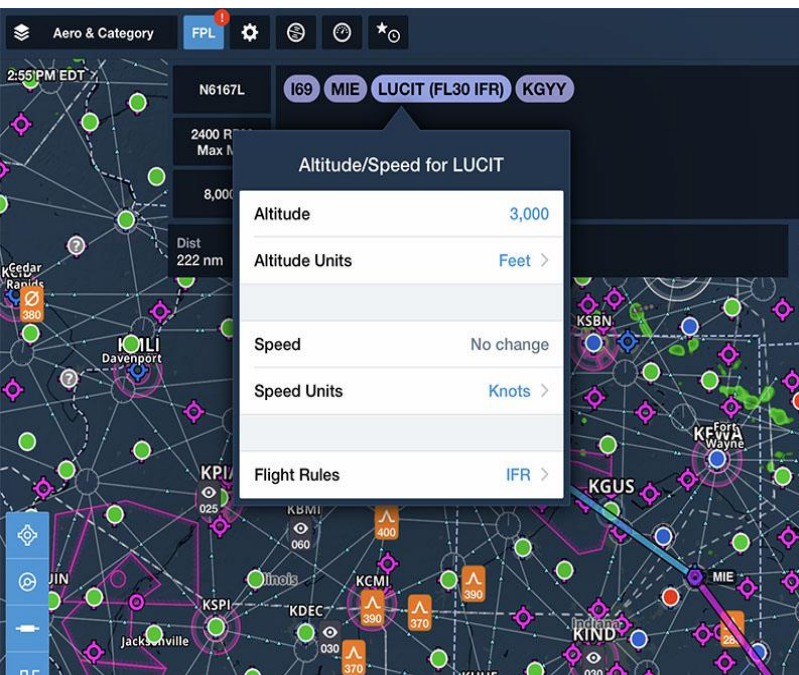 Aero & Category
FPL
!
2:55 PM EDT
N6167L
I69 MIE LUCIT (FL30 IFR) KGYY
2400 R
Max M
8,000
Dist
222 nm
Altitude/Speed for LUCIT
Altitude 3,000
Altitude Units Feet
Speed No change
Speed Units Knots
Flight Rules IFR
Cedar
Rapids
380
?
KMLI
Davenport
?
KSBN
Fort
Wayne
KFWA
KGUS
025
KBMI
060
400
MIE
Illinois
KCMI
390
390
370
KSPI
KDEC
Jacksonville
030
370
Indiana
KIND
030